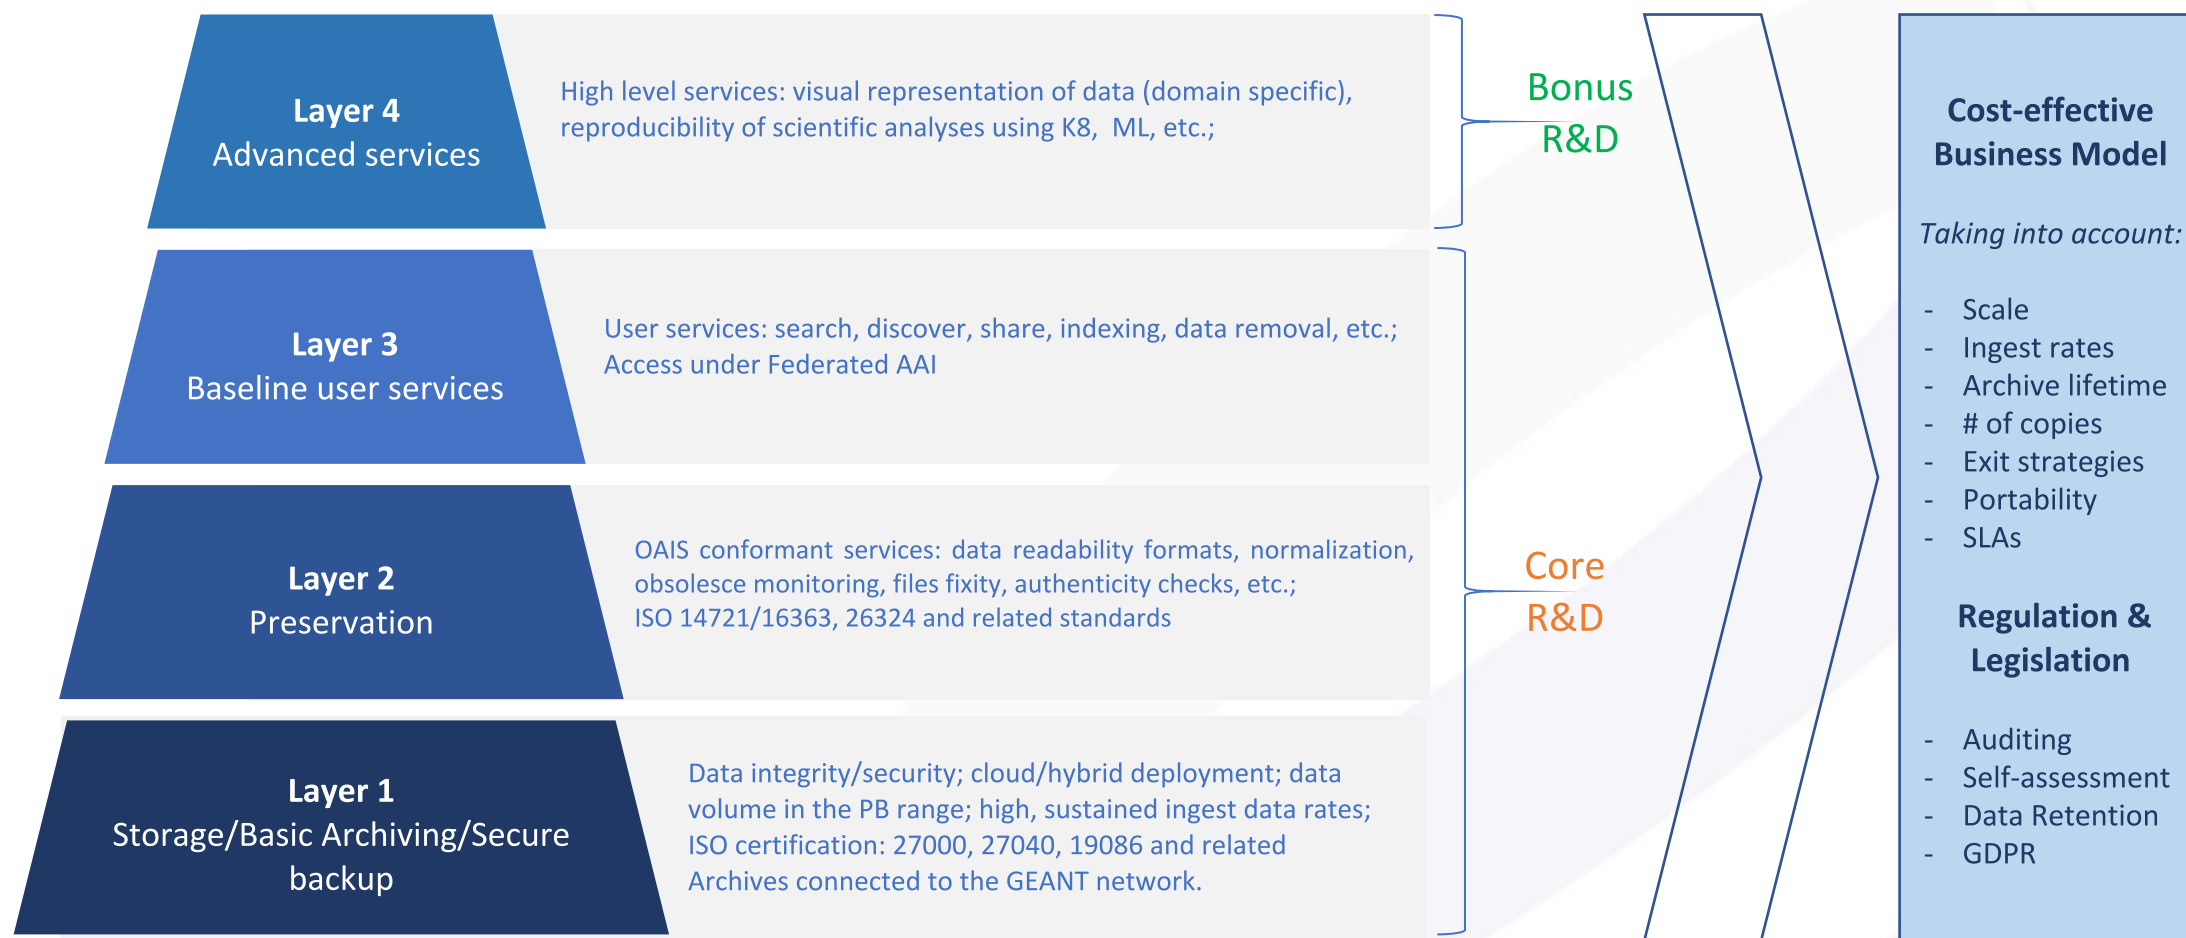 Layer 4
Advanced services
High level services: visual representation of data (domain specific),
reproducibility of scientific analyses using K8, ML, etc.;
Bonus
R&D
Layer 3
Baseline user services
User services: search, discover, share, indexing, data removal, etc.;
Access under Federated AAI
Layer 2
Preservation
OAIS conformant services: data readability formats, normalization,
obsolesce monitoring, files fixity, authenticity checks, etc.;
ISO 14721/16363, 26324 and related standards
Core
R&D
Layer 1
Storage/Basic Archiving/Secure
backup
Data integrity/security; cloud/hybrid deployment; data
volume in the PB range; high, sustained ingest data rates;
ISO certification: 27000, 27040, 19086 and related
Archives connected to the GEANT network.
Cost-effective
Business Model
Taking into account:
- Scale
- Ingest rates
- Archive lifetime
- # of copies
- Exit strategies
- Portability
- SLAs
Regulation &
Legislation
- Auditing
- Self-assessment
- Data Retention
- GDPR